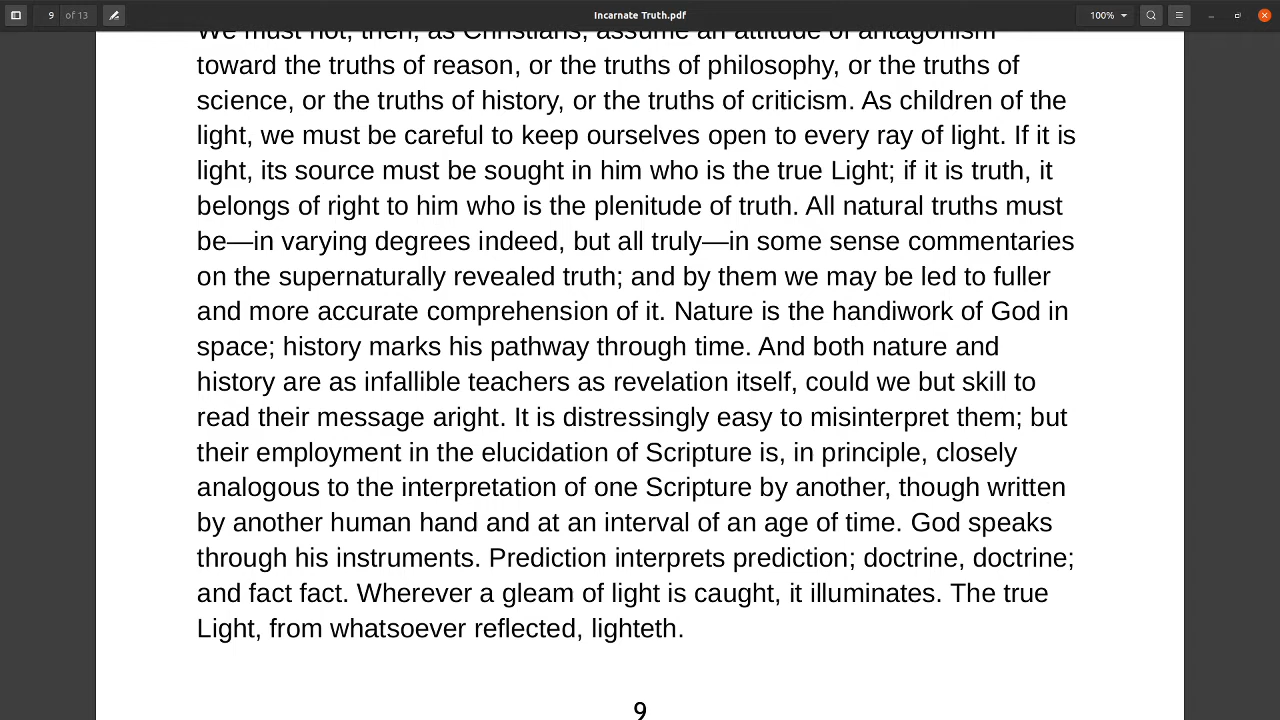 9 of 13
Incarnate Truth.pdf
100%
We must not, then, as Christians, assume an attitude of antagonism
toward the truths of reason, or the truths of philosophy, or the truths of
science, or the truths of history, or the truths of criticism. As children of the
light, we must be careful to keep ourselves open to every ray of light. If it is
light, its source must be sought in him who is the true Light; if it is truth, it
belongs of right to him who is the plenitude of truth. All natural truths must
be—in varying degrees indeed, but all truly—in some sense commentaries
on the supernaturally revealed truth; and by them we may be led to fuller
and more accurate comprehension of it. Nature is the handiwork of God in
space; history marks his pathway through time. And both nature and
history are as infallible teachers as revelation itself, could we but skill to
read their message aright. It is distressingly easy to misinterpret them; but
their employment in the elucidation of Scripture is, in principle, closely
analogous to the interpretation of one Scripture by another, though written
by another human hand and at an interval of an age of time. God speaks
through his instruments. Prediction interprets prediction; doctrine, doctrine;
and fact fact. Wherever a gleam of light is caught, it illuminates. The true
Light, from whatsoever reflected, lighteth.
9